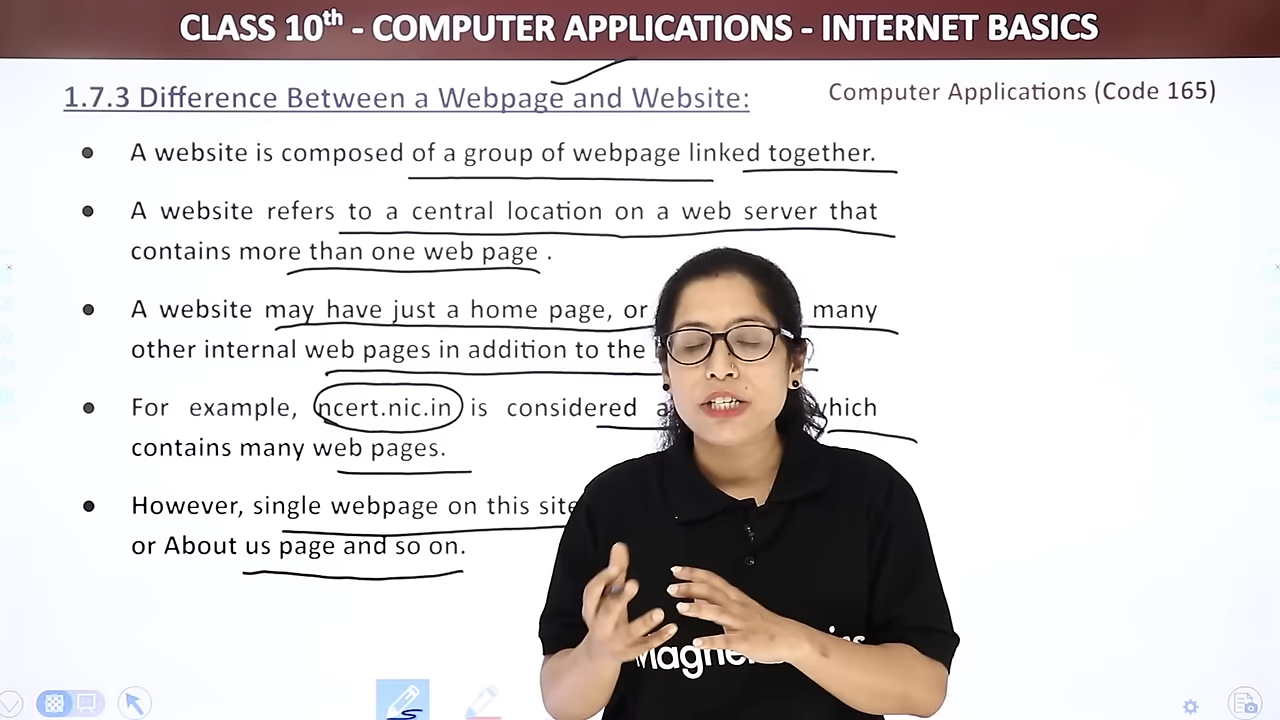 CLASS 10th - COMPUTER APPLICATIONS - INTERNET BASICS
1.7.3 Difference Between a Webpage and Website:
Computer Applications (Code 165)
• A website is composed of a group of webpage linked together.
• A website refers to a central location on a web server that
contains more than one web page .
• A website may have just a home page, or many
other internal web pages in addition to the
• For example, ncert.nic.in is considered which
contains many web pages.
• However, single webpage on this site
or About us page and so on.